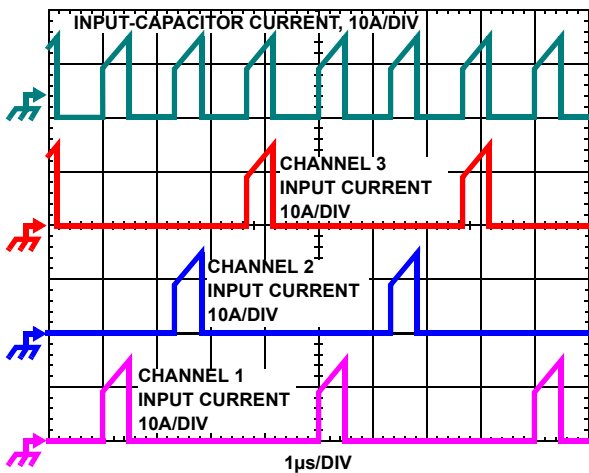 INPUT-CAPACITOR CURRENT, 10A/DIV
CHANNEL 3
INPUT CURRENT
10A/DIV
CHANNEL 2
INPUT CURRENT
10A/DIV
CHANNEL 1
INPUT CURRENT
10A/DIV
1µs/DIV